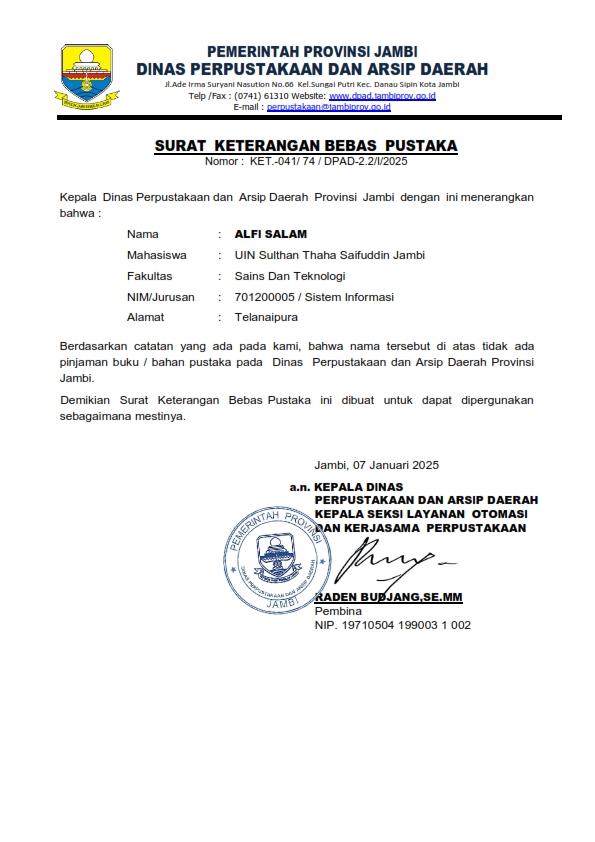 PEMERINTAH PROVINSI JAMBI
DINAS PERPUSTAKAAN DAN ARSIP DAERAH
Jl.Ade Irma Suryani Nasution No.66 Kel.Sungai Putri Kec. Danau Sipin Kota Jambi
Telp /Fax : (0741) 61310 Website: www.dpad.jambiprov.go.id
E-mail : perpustakaan@jambiprov.go.id
SURAT KETERANGAN BEBAS PUSTAKA
Nomor : KET.-041/ 74 / DPAD-2.2/I/2025
Kepala Dinas Perpustakaan dan Arsip Daerah Provinsi Jambi dengan ini menerangkan
bahwa :
Nama : ALFI SALAM
Mahasiswa : UIN Sulthan Thaha Saifuddin Jambi
Fakultas : Sains Dan Teknologi
NIM/Jurusan : 701200005 / Sistem Informasi
Alamat : Telanaipura
Berdasarkan catatan yang ada pada kami, bahwa nama tersebut di atas tidak ada
pinjaman buku / bahan pustaka pada Dinas Perpustakaan dan Arsip Daerah Provinsi
Jambi.
Demikian Surat Keterangan Bebas Pustaka ini dibuat untuk dapat dipergunakan
sebagaimana mestinya.
Jambi, 07 Januari 2025
a.n. KEPALA DINAS
PERPUSTAKAAN DAN ARSIP DAERAH
KEPALA SEKSI LAYANAN OTOMASI
DAN KERJASAMA PERPUSTAKAAN
PEMERINTAH PROVINSI
DINAS PERPUSTAKAAN DAN ARSIP DAERAH
JAMBI
RADEN BUDJANG,SE.MM
Pembina
NIP. 19710504 199003 1 002